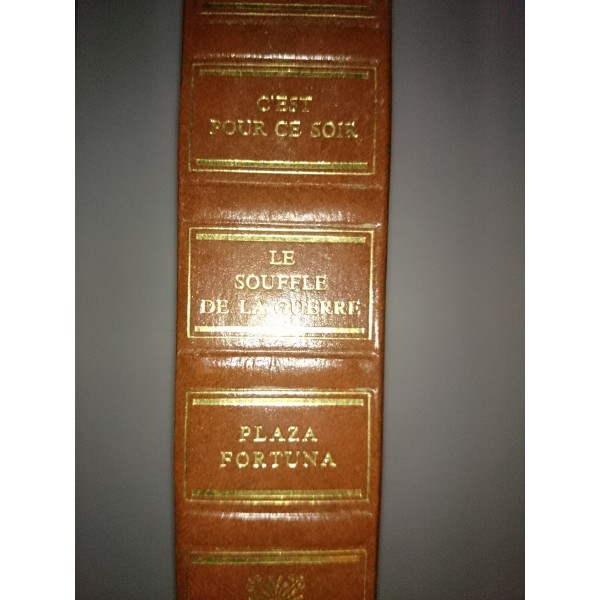 C'EST
POUR CE SOIR
LE
SOUFFLE
DE LA GUERRE
PLAZA
FORTUNA